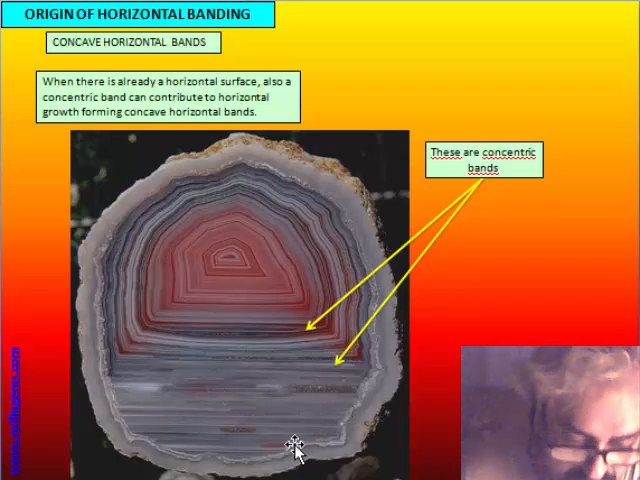 ORIGIN OF HORIZONTAL BANDING
CONCAVE HORIZONTAL BANDS
When there is already a horizontal surface, also a
concentric band can contribute to horizontal
growth forming concave horizontal bands.
These are concentric
bands